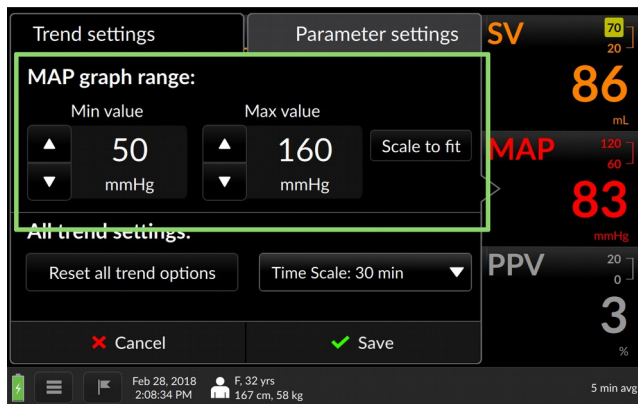 Trend settings
Parameter settings
MAP graph range:
Min value
Max value
50
mmHg
160
mmHg
Scale to fit
All trend settings:
Reset all trend options
Time Scale: 30 min
Cancel
Save
SV
70
20
86
mL
MAP
120
60
83
mmHg
PPV
20
0
3
%
Feb 28, 2018
2:08:34 PM
F, 32 yrs
167 cm, 58 kg
5 min avg